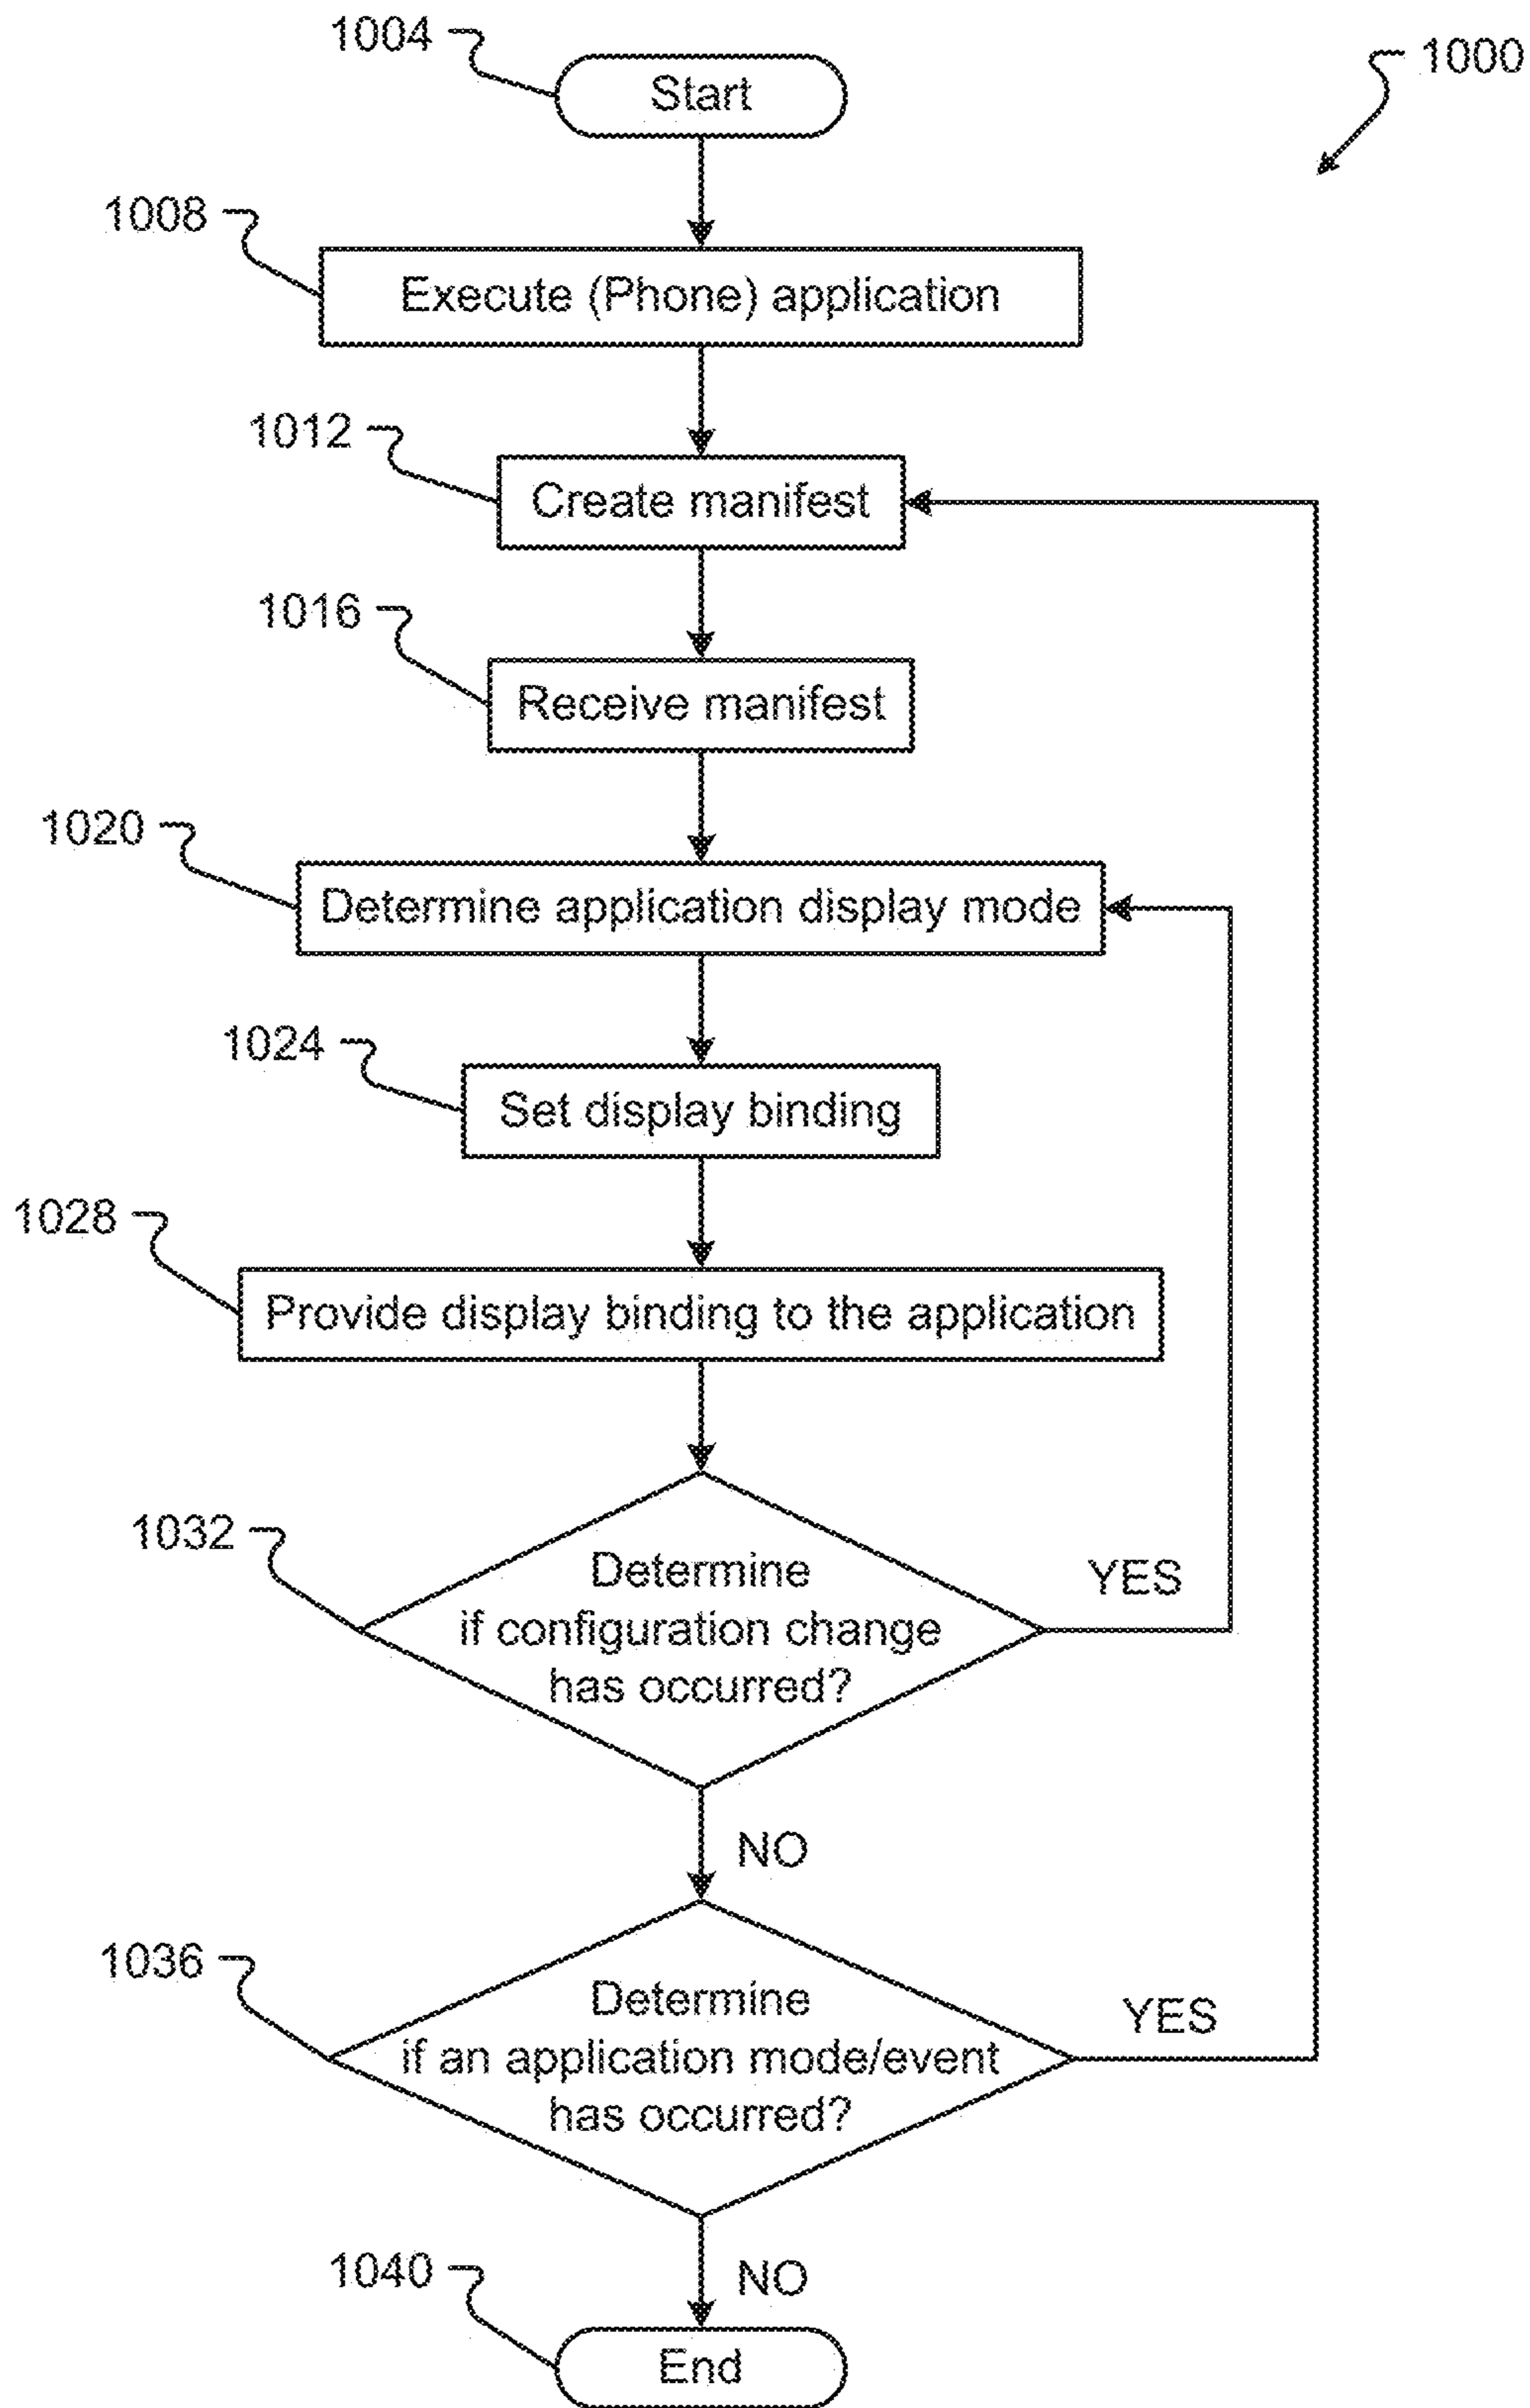 1004
Start
1000
1008
Execute (Phone) application
1012
Create manifest
1016
Receive manifest
1020
Determine application display mode
1024
Set display binding
1028
Provide display binding to the application
1032
Determine
if configuration change
has occurred?
YES
NO
1036
Determine
if an application mode/event
has occurred?
YES
NO
1040
End